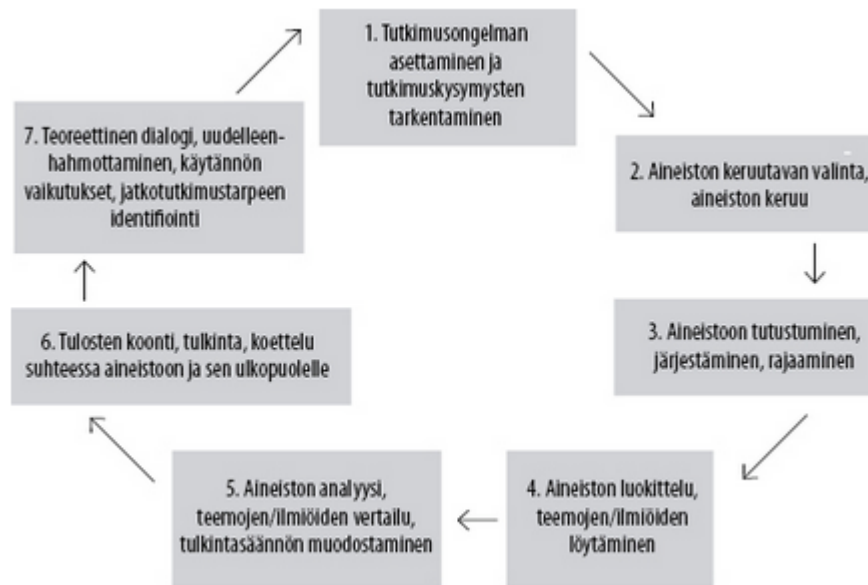 1. Tutkimusongelman
asettaminen ja
tutkimuskysymysten
tarkentaminen
2. Aineiston keruutavan valinta,
aineiston keruu
3. Aineistoon tutustuminen,
järjestäminen, rajaaminen
4. Aineiston luokittelu,
teemojen/ilmiöiden
löytäminen
5. Aineiston analyysi,
teemojen/ilmiöiden vertailu,
tulkintasäännön muodostaminen
6. Tulosten koonti, tulkinta, koettelu
suhteessa aineistoon ja sen ulkopuolelle
7. Teoreettinen dialogi, uudelleen-
hahmottaminen, käytännön
vaikutukset, jatkotutkimustarpeen
identifiointi